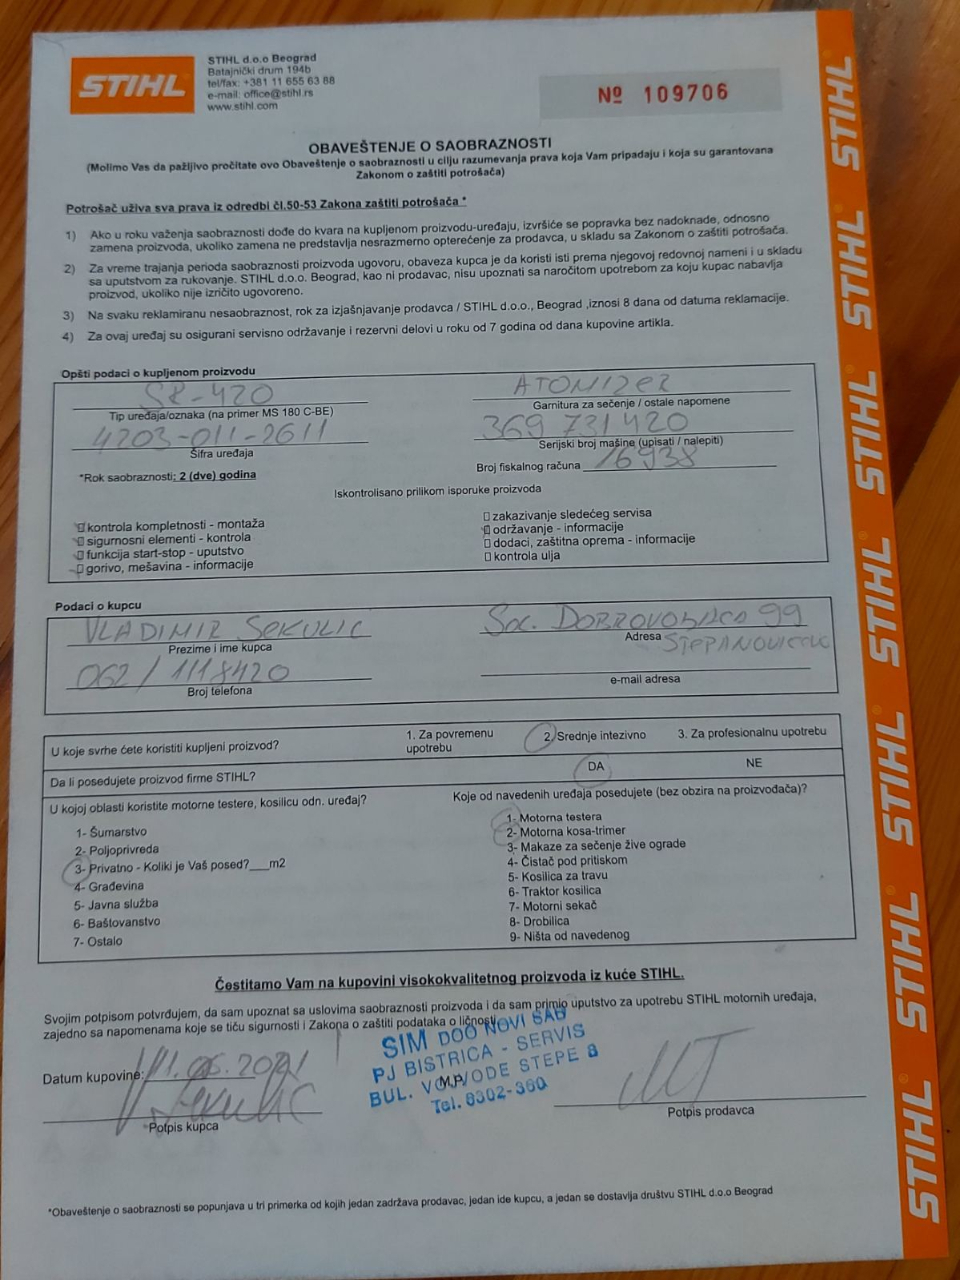 STIHL
STIHL d.o.o Beograd
Batajnički drum 194b
tel/fax: +381 11 655 63 88
e-mail: office@stihl.rs
www.stihl.com
№ 109706
OBAVEŠTENJE O SAOBRAZNOSTI
(Molimo Vas da pažljivo pročitate ovo Obaveštenje o saobraznosti u cilju razumevanja prava koja Vam pripadaju i koja su garantovana
Zakonom o zaštiti potrošača)
Potrošač uživa sva prava iz odredbi čl.50-53 Zakona zaštiti potrošača *
1) Ako u roku važenja saobraznosti dođe do kvara na kupljenom proizvodu-uređaju, izvršiće se popravka bez nadoknade, odnosno
zamena proizvoda, ukoliko zamena ne predstavlja nesrazmerno opterećenje za prodavca, u skladu sa Zakonom o zaštiti potrošača.
2) Za vreme trajanja perioda saobraznosti proizvoda ugovoru, obaveza kupca je da koristi isti prema njegovoj redovnoj nameni i u skladu
sa uputstvom za rukovanje. STIHL d.o.o. Beograd, kao ni prodavac, nisu upoznati sa naročitom upotrebom za koju kupac nabavlja
proizvod, ukoliko nije izričito ugovoreno.
3) Na svaku reklamiranu nesaobraznost, rok za izjašnjavanje prodavca / STIHL d.o.o., Beograd ,iznosi 8 dana od datuma reklamacije.
4) Za ovaj uređaj su osigurani servisno održavanje i rezervni delovi u roku od 7 godina od dana kupovine artikla.
Opšti podaci o kupljenom proizvodu
SR-420
Tip uređaja/oznaka (na primer MS 180 C-BE)
ATOMIZER
Garnitura za sečenje / ostale napomene
4203-011-2611
Šifra uređaja
369 731 420
Serijski broj mašine (upisati / nalepiti)
*Rok saobraznosti: 2 (dve) godina
Broj fiskalnog računa 16938
Iskontrolisano prilikom isporuke proizvoda
kontrola kompletnosti - montaža
sigurnosni elementi - kontrola
funkcija start-stop - uputstvo
gorivo, mešavina - informacije
zakazivanje sledećeg servisa
održavanje - informacije
dodaci, zaštitna oprema - informacije
kontrola ulja
Podaci o kupcu
VLADIMIR SEKULIC
Prezime i ime kupca
Soc. DOBROVOLJACA 99
Adresa
062/1118420
Broj telefona
e-mail adresa
U koje svrhe ćete koristiti kupljeni proizvod?
1. Za povremenu
upotrebu
2. Srednje intezivno
3. Za profesionalnu upotrebu
Da li posedujete proizvod firme STIHL?
DA
NE
U kojoj oblasti koristite motorne testere, kosilicu odn. uređaj?
1- Šumarstvo
2- Poljoprivreda
3- Privatno - Koliki je Vaš posed?___m2
4- Građevina
5- Javna služba
6- Baštovanstvo
7- Ostalo
Koje od navedenih uređaja posedujete (bez obzira na proizvođača)?
1- Motorna testera
2- Motorna kosa-trimer
3- Makaze za sečenje žive ograde
4- Čistač pod pritiskom
5- Kosilica za travu
6- Traktor kosilica
7- Motorni sekač
8- Drobilica
9- Ništa od navedenog
Čestitamo Vam na kupovini visokokvalitetnog proizvoda iz kuće STIHL.
Svojim potpisom potvrđujem, da sam upoznat sa uslovima saobraznosti proizvoda i da sam primio uputstvo za upotrebu STIHL motornih uređaja,
zajedno sa napomenama koje se tiču sigurnosti i Zakona o zaštiti podataka o ličnosti.
SIM DOO NOVI SAD
PJ BISTRICA - SERVIS
BUL. VOJVODE STEPE 8
Tel. 6302-360
M.P.
Datum kupovine: 11.06.2021
Sekulic
Potpis kupca
Potpis prodavca
*Obaveštenje o saobraznosti se popunjava u tri primerka od kojih jedan zadržava prodavac, jedan ide kupcu, a jedan se dostavlja društvu STIHL d.o.o Beograd
STIHL
STIHL
STIHL
STIHL
STIHL
STIHL
STIHL
STIHL